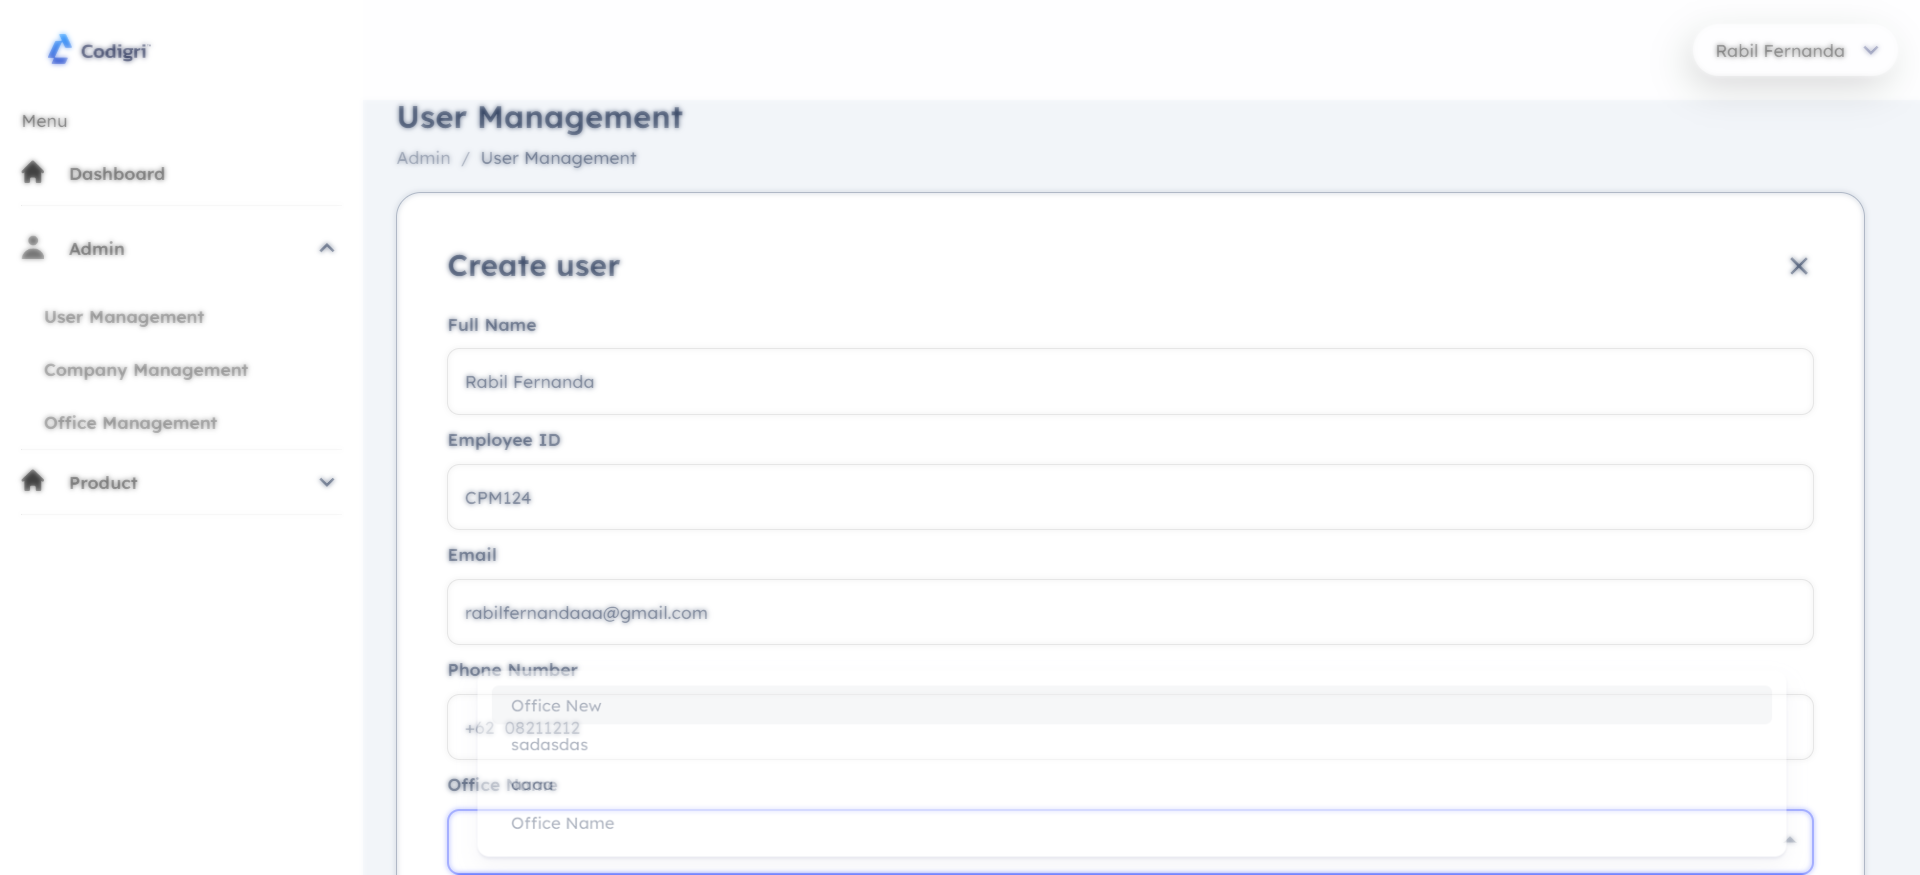 Codigri
Rabil Fernanda
Menu
Dashboard
Admin
User Management
Company Management
Office Management
Product
User Management
Admin / User Management
Create user
Full Name
Rabil Fernanda
Employee ID
CPM124
Email
rabilfernandaaa@gmail.com
Phone Number
Office New
+62 08211212
sadasdas
Office Name
aaaa
Office Name